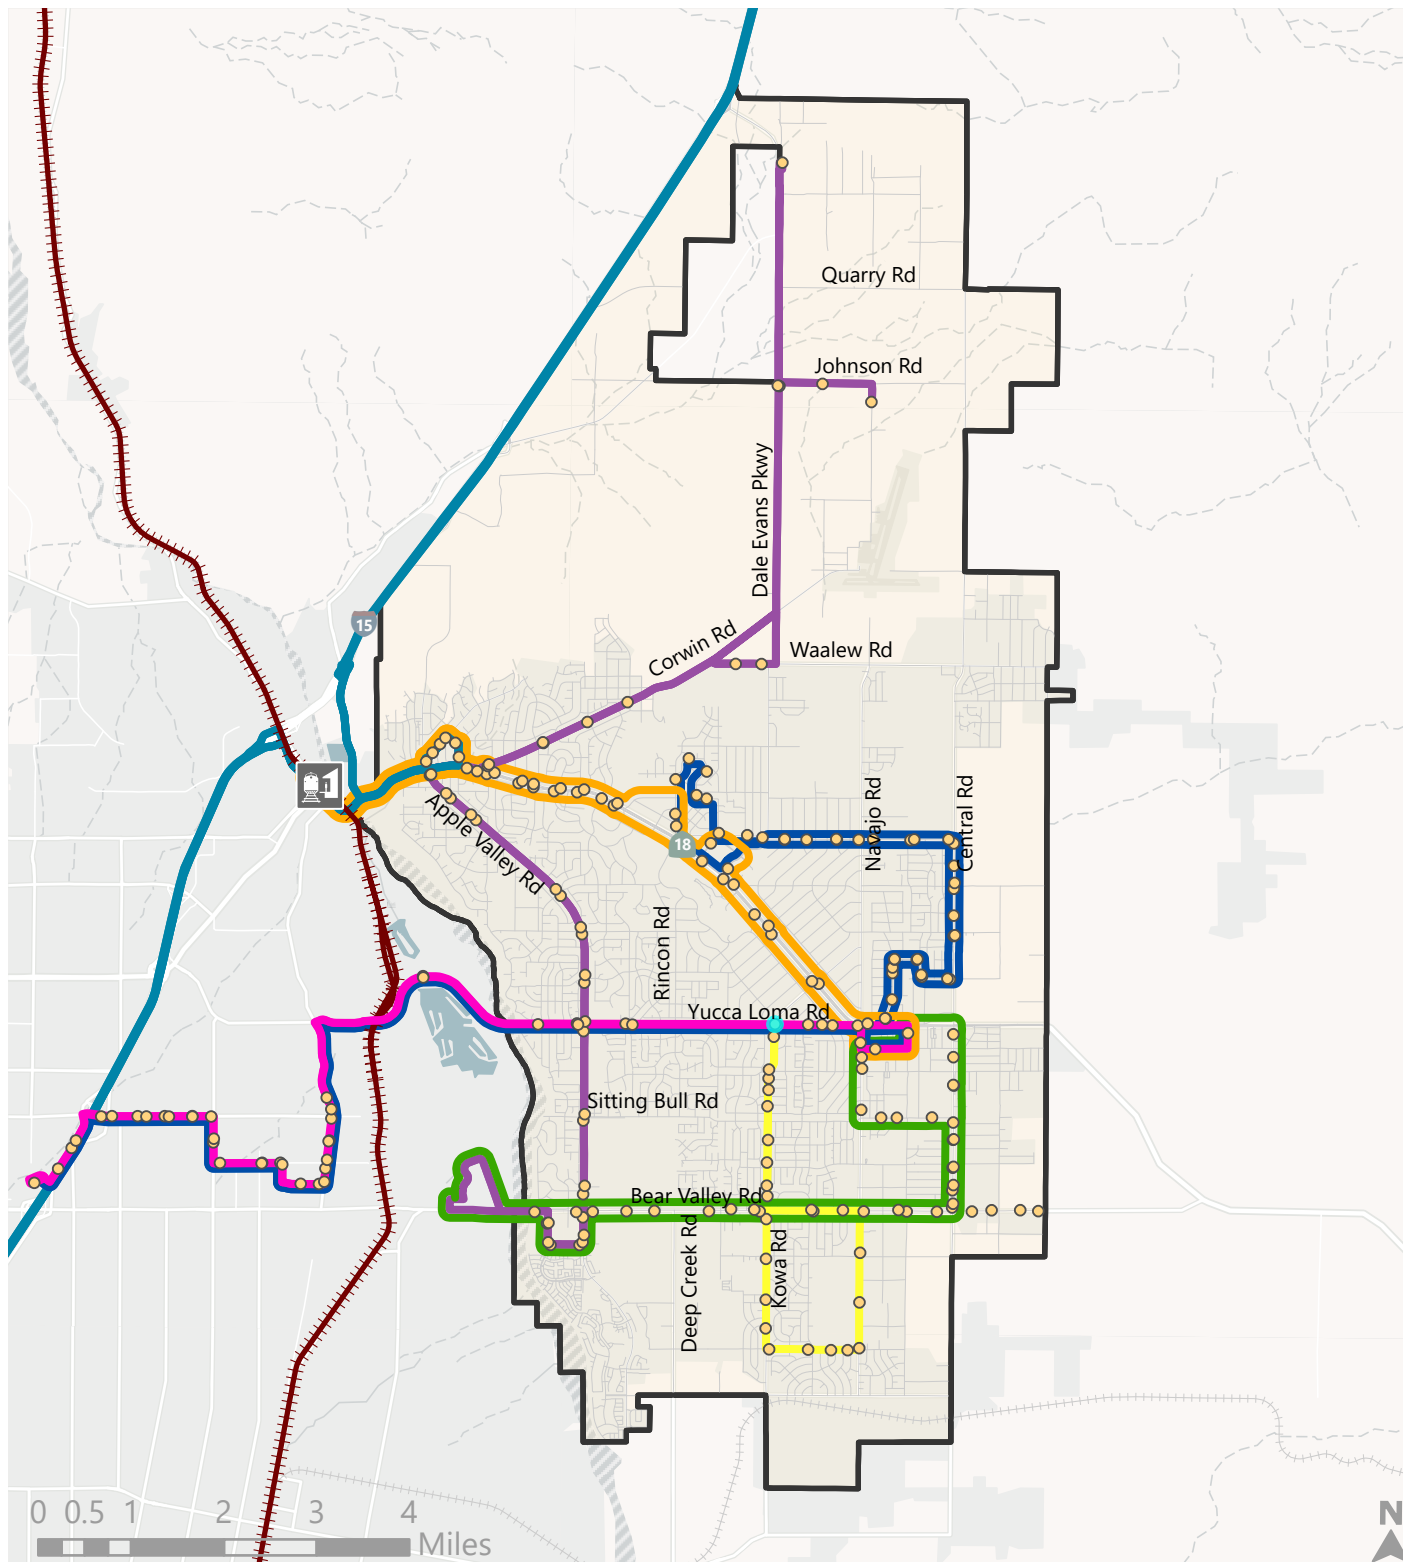 Quarry Rd
Johnson Rd
Dale Evans Pkwy
15
Corwin Rd
Waalew Rd
Apple Valley Rd
18
Navajo Rd
Central Rd
Rincon Rd
Yucca Loma Rd
Sitting Bull Rd
Bear Valley Rd
Deep Creek Rd
Kowa Rd
0 0.5 1 2 3 4
Miles
N